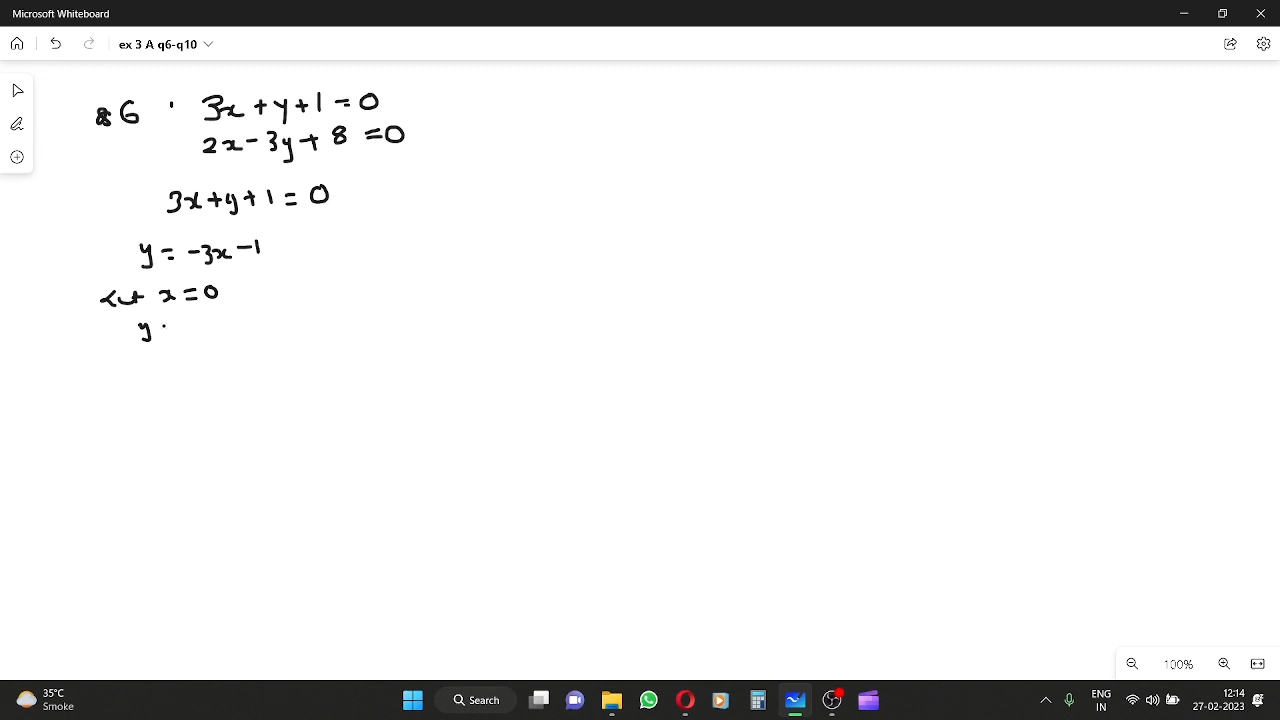 Microsoft Whiteboard
ex 3 A q6-q10
6 3x+y+1=0
2x-3y+8=0
3x+y+1=0
y=-3x-1
Let x=0
y
100%
35°C
Smoke
Search
ENG
IN
12:14
27-02-2023